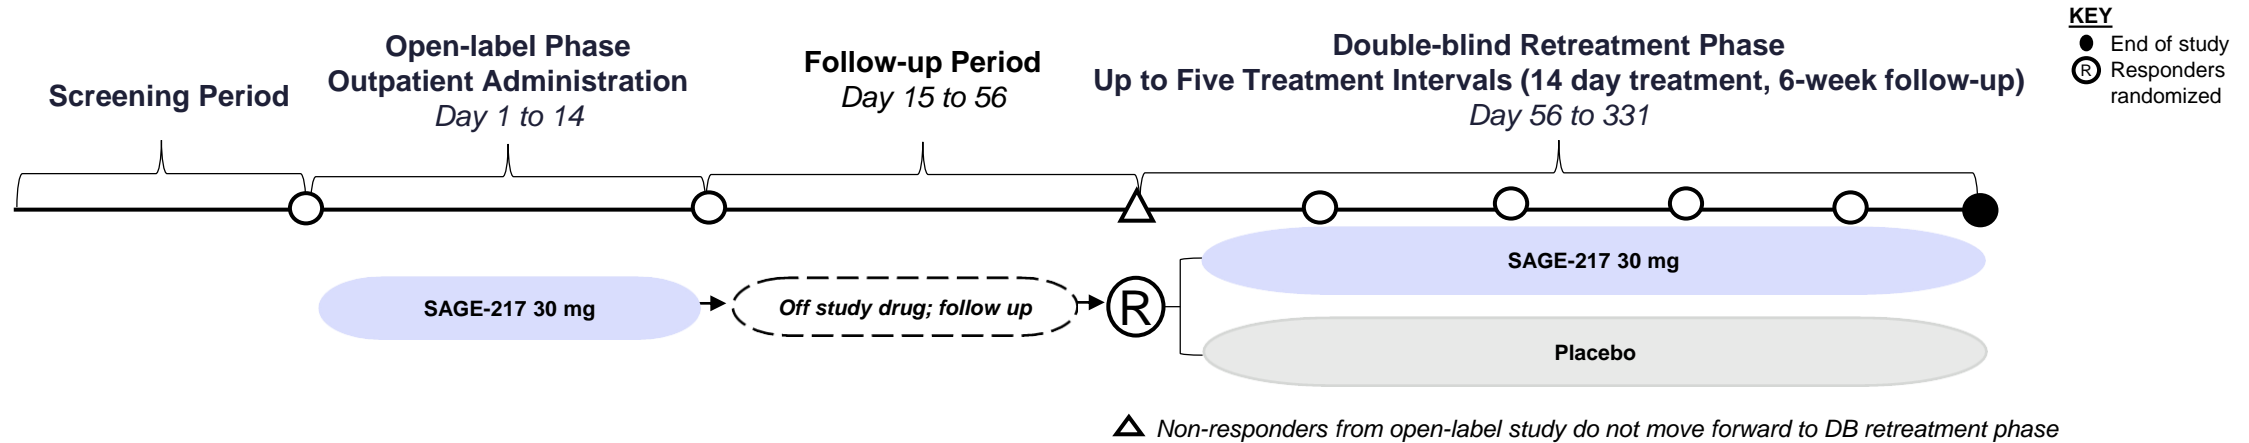 Screening Period
Open-label Phase
Outpatient Administration
Day 1 to 14
Follow-up Period
Day 15 to 56
Double-blind Retreatment Phase
Up to Five Treatment Intervals (14 day treatment, 6-week follow-up)
Day 56 to 331
KEY
End of study
R Responders
randomized
SAGE-217 30 mg
Off study drug; follow up
R
SAGE-217 30 mg
Placebo
Non-responders from open-label study do not move forward to DB retreatment phase